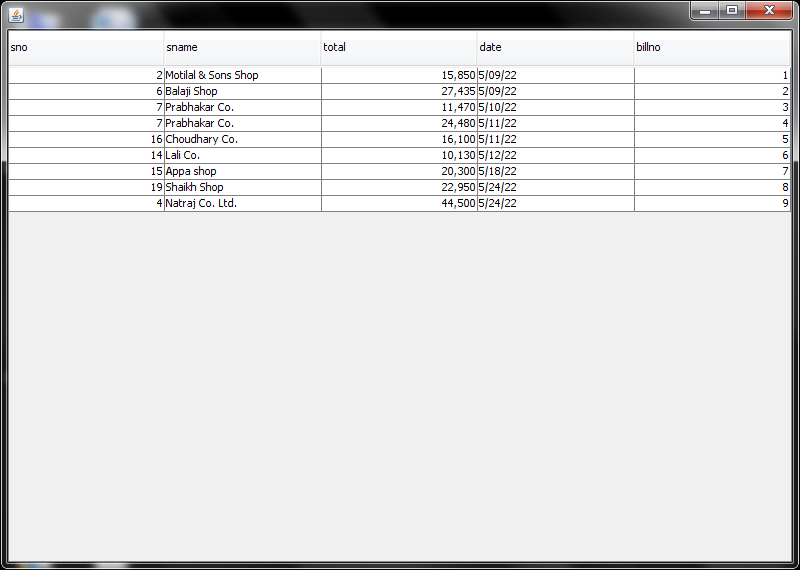 sno sname total date billno
2 Motilal & Sons Shop 15,850 5/09/22 1
6 Balaji Shop 27,435 5/09/22 2
7 Prabhakar Co. 11,470 5/10/22 3
7 Prabhakar Co. 24,480 5/11/22 4
16 Choudhary Co. 16,100 5/11/22 5
14 Lali Co. 10,130 5/12/22 6
15 Appa shop 20,300 5/18/22 7
19 Shaikh Shop 22,950 5/24/22 8
4 Natraj Co. Ltd. 44,500 5/24/22 9